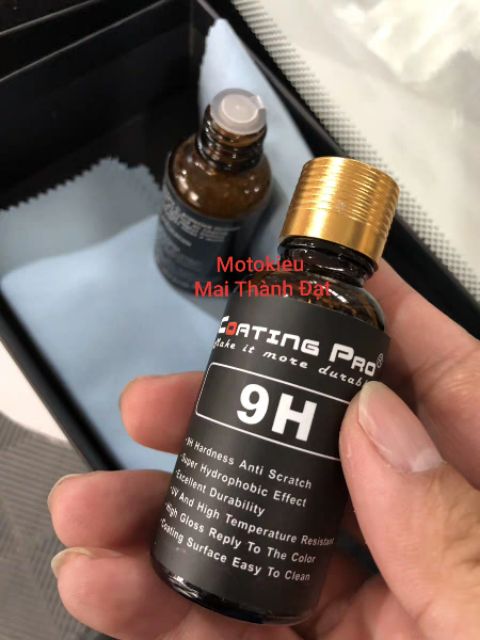 Motokieu
Mai Thành Đạt
COATING PRO®
Make it more durable
9H
·9H Hardness Anti Scratch
·Super Hydrophobic Effect
·Excellent Durability
·UV And High Temperature Resistant
·High Gloss Reply To The Color
·Coating Surface Easy To Clean